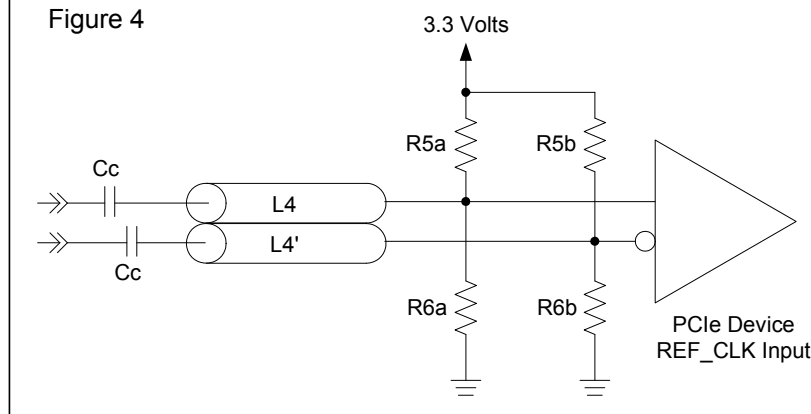 Figure 4
3.3 Volts
R5a
R5b
Cc
L4
L4'
Cc
R6a
R6b
PCIe Device
REF_CLK Input